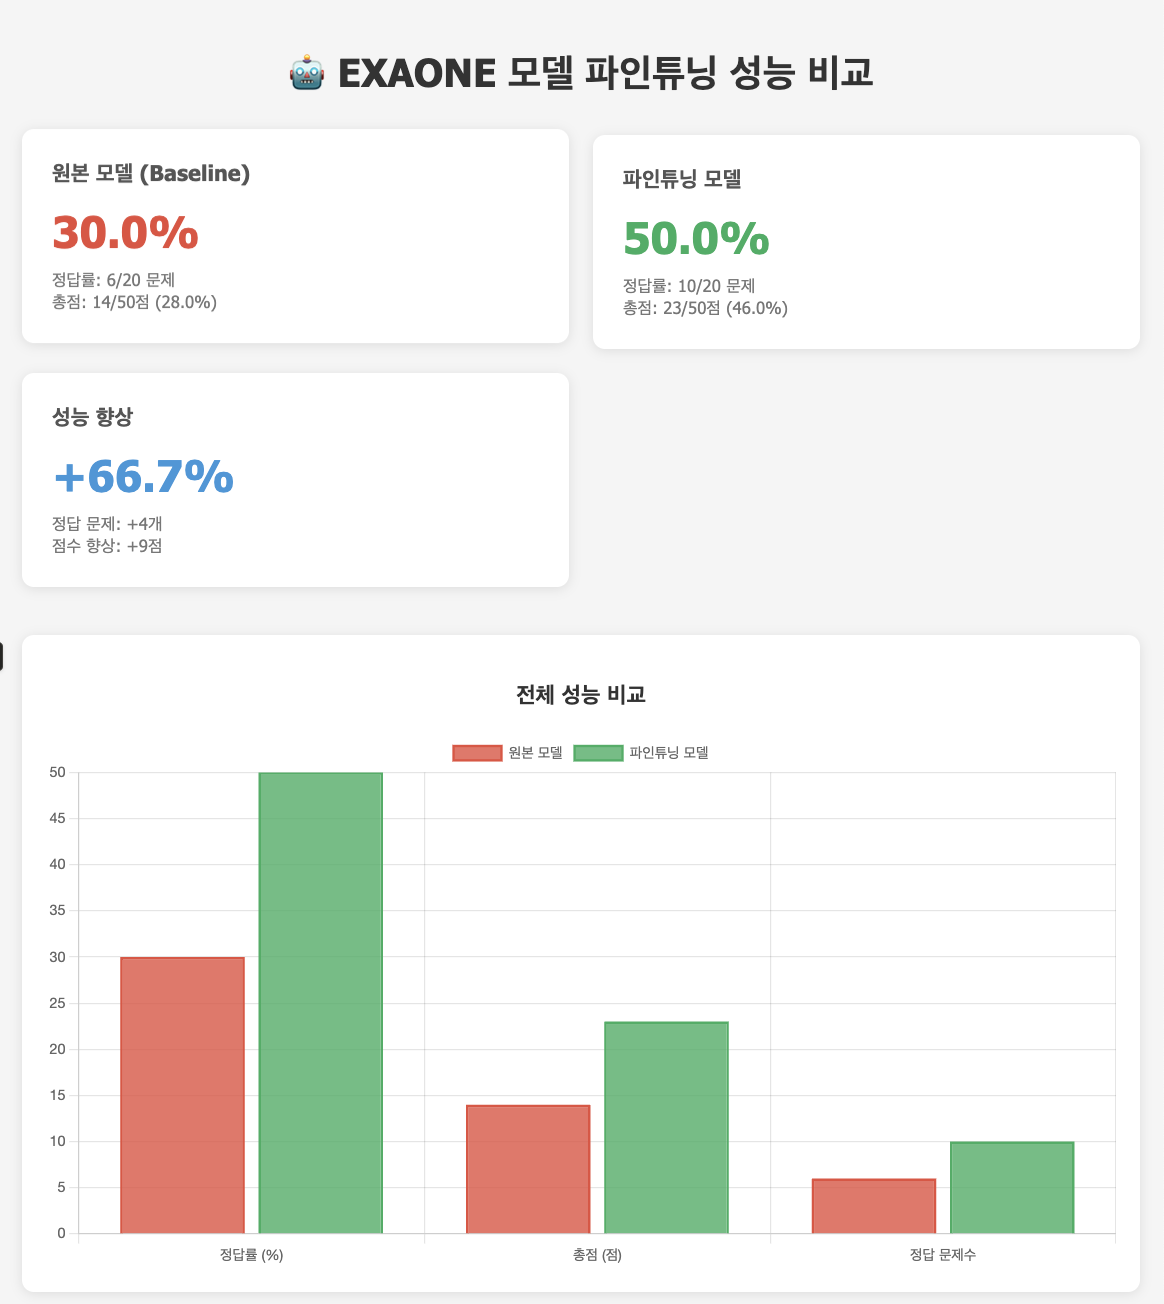 🤖 EXAONE 모델 파인튜닝 성능 비교
원본 모델 (Baseline)
30.0%
정답률: 6/20 문제
총점: 14/50점 (28.0%)
파인튜닝 모델
50.0%
정답률: 10/20 문제
총점: 23/50점 (46.0%)
성능 향상
+66.7%
정답 문제: +4개
점수 향상: +9점
전체 성능 비교
원본 모델 파인튜닝 모델
50
45
40
35
30
25
20
15
10
5
0
정답률 (%) 총점 (점) 정답 문제수